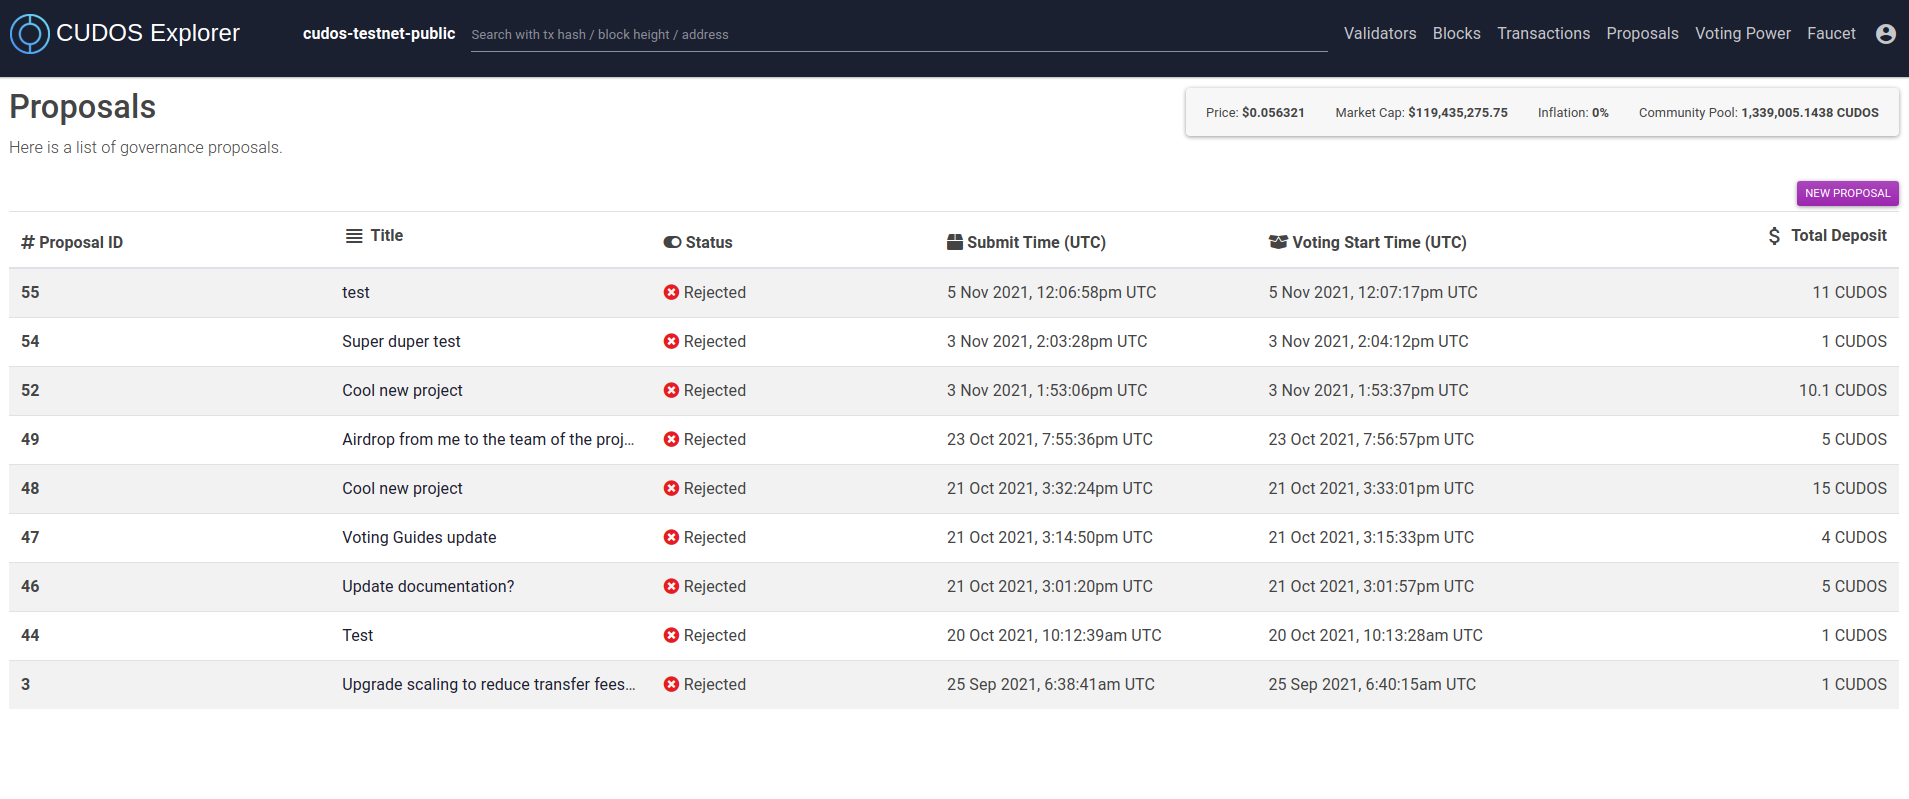 CUDOS Explorer cudos-testnet-public Search with tx hash / block height / address Validators Blocks Transactions Proposals Voting Power Faucet
Proposals
Price: $0.056321 Market Cap: $119,435,275.75 Inflation: 0% Community Pool: 1,339,005.1438 CUDOS
Here is a list of governance proposals.
NEW PROPOSAL
# Proposal ID Title Status Submit Time (UTC) Voting Start Time (UTC) $ Total Deposit
55 test Rejected 5 Nov 2021, 12:06:58pm UTC 5 Nov 2021, 12:07:17pm UTC 11 CUDOS
54 Super duper test Rejected 3 Nov 2021, 2:03:28pm UTC 3 Nov 2021, 2:04:12pm UTC 1 CUDOS
52 Cool new project Rejected 3 Nov 2021, 1:53:06pm UTC 3 Nov 2021, 1:53:37pm UTC 10.1 CUDOS
49 Airdrop from me to the team of the proj... Rejected 23 Oct 2021, 7:55:36pm UTC 23 Oct 2021, 7:56:57pm UTC 5 CUDOS
48 Cool new project Rejected 21 Oct 2021, 3:32:24pm UTC 21 Oct 2021, 3:33:01pm UTC 15 CUDOS
47 Voting Guides update Rejected 21 Oct 2021, 3:14:50pm UTC 21 Oct 2021, 3:15:33pm UTC 4 CUDOS
46 Update documentation? Rejected 21 Oct 2021, 3:01:20pm UTC 21 Oct 2021, 3:01:57pm UTC 5 CUDOS
44 Test Rejected 20 Oct 2021, 10:12:39am UTC 20 Oct 2021, 10:13:28am UTC 1 CUDOS
3 Upgrade scaling to reduce transfer fees... Rejected 25 Sep 2021, 6:38:41am UTC 25 Sep 2021, 6:40:15am UTC 1 CUDOS